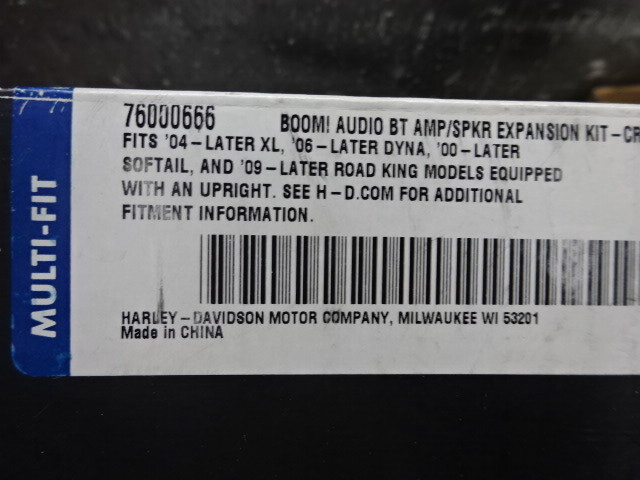 76000666 BOOM! AUDIO BT AMP/SPKR EXPANSION KIT-CR
FITS '04-LATER XL, '06-LATER DYNA, '00-LATER
SOFTAIL, AND '09-LATER ROAD KING MODELS EQUIPPED
WITH AN UPRIGHT. SEE H-D.COM FOR ADDITIONAL
FITMENT INFORMATION.
HARLEY-DAVIDSON MOTOR COMPANY, MILWAUKEE WI 53201
Made in CHINA
MULTI-FIT